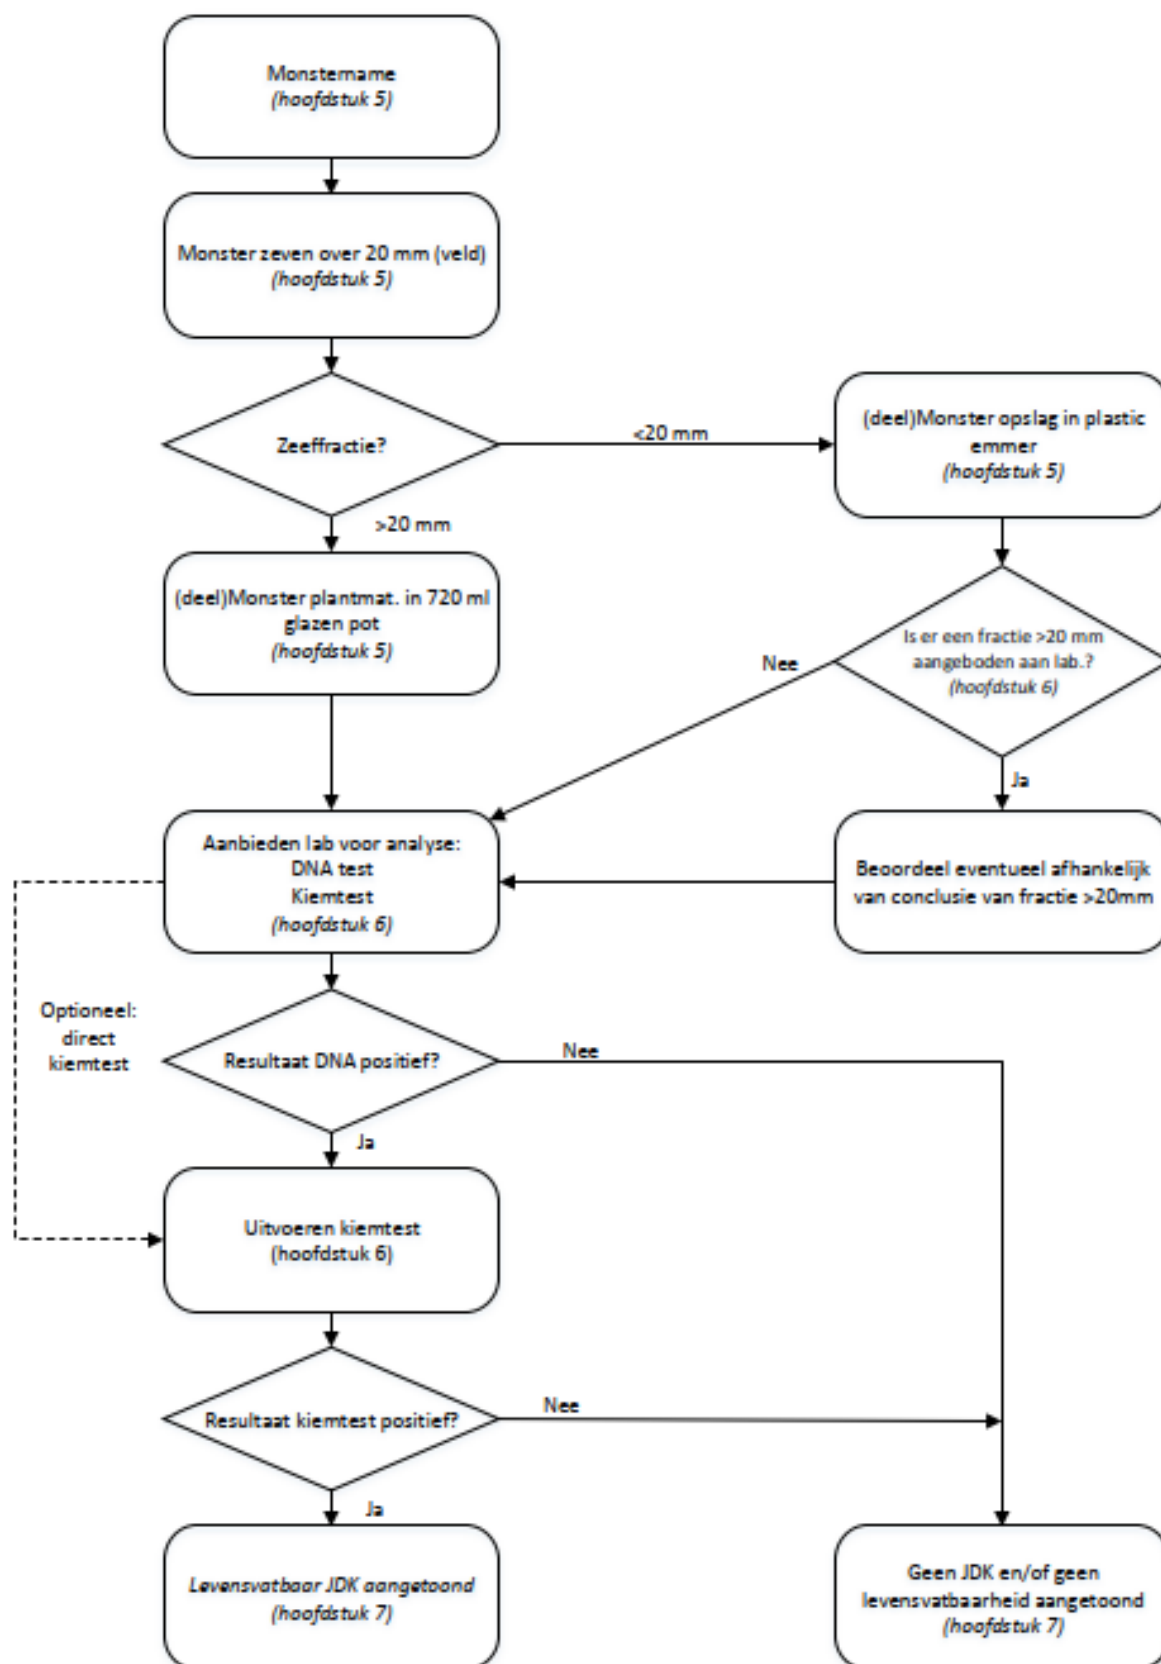 Monstername
(hoofdstuk 5)
Monster zeven over 20 mm (veld)
(hoofdstuk 5)
Zeeffractie?
<20 mm
(deel)Monster opslag in plastic
emmer
(hoofdstuk 5)
>20 mm
(deel)Monster plantmat. in 720 ml
glazen pot
(hoofdstuk 5)
Is er een fractie >20 mm
aangeboden aan lab.?
(hoofdstuk 6)
Nee
Ja
Aanbieden lab voor analyse:
DNA test
Kiemtest
(hoofdstuk 6)
Beoordeel eventueel afhankelijk
van conclusie van fractie >20mm
Optioneel:
direct
kiemtest
Resultaat DNA positief?
Nee
Ja
Uitvoeren kiemtest
(hoofdstuk 6)
Resultaat kiemtest positief?
Nee
Ja
Levensvatbaar JDK aangetoond
(hoofdstuk 7)
Geen JDK en/of geen
levensvatbaarheid aangetoond
(hoofdstuk 7)